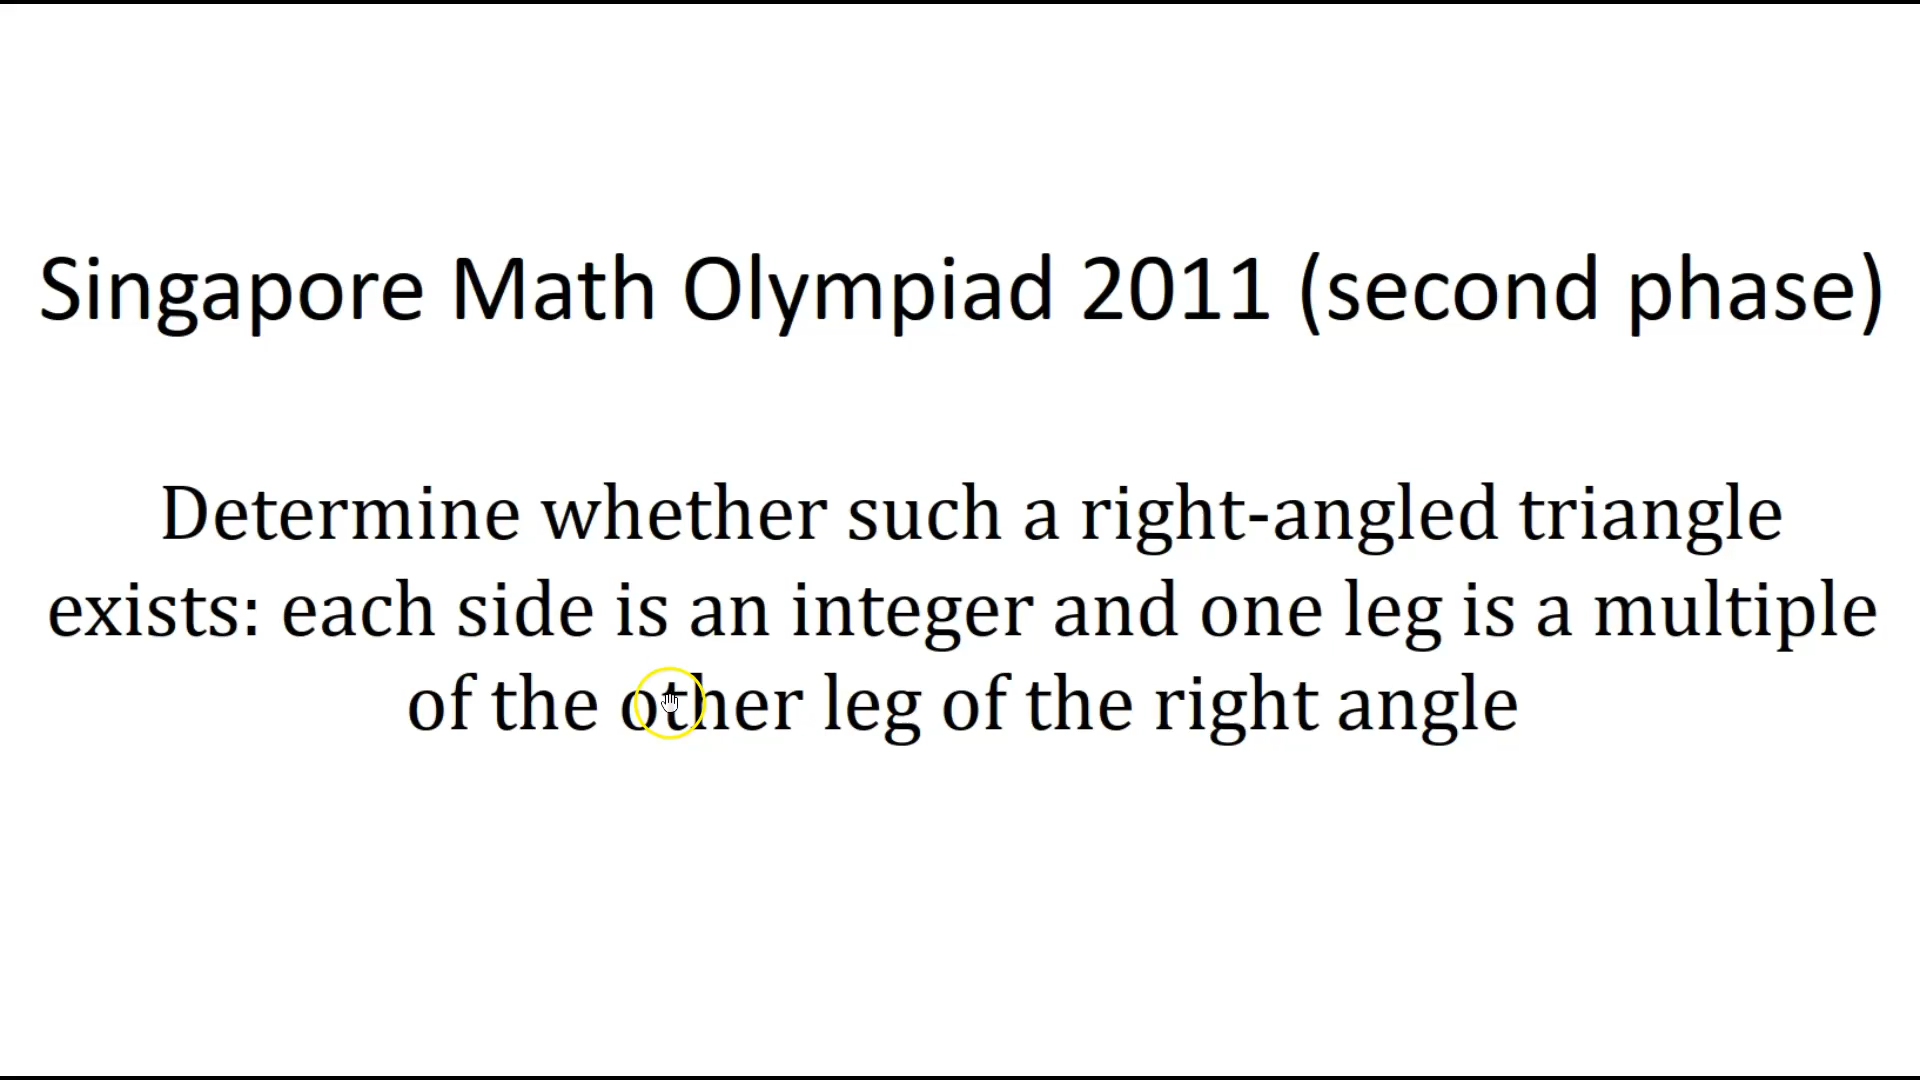 Singapore Math Olympiad 2011 (second phase)
Determine whether such a right-angled triangle
exists: each side is an integer and one leg is a multiple
of the other leg of the right angle